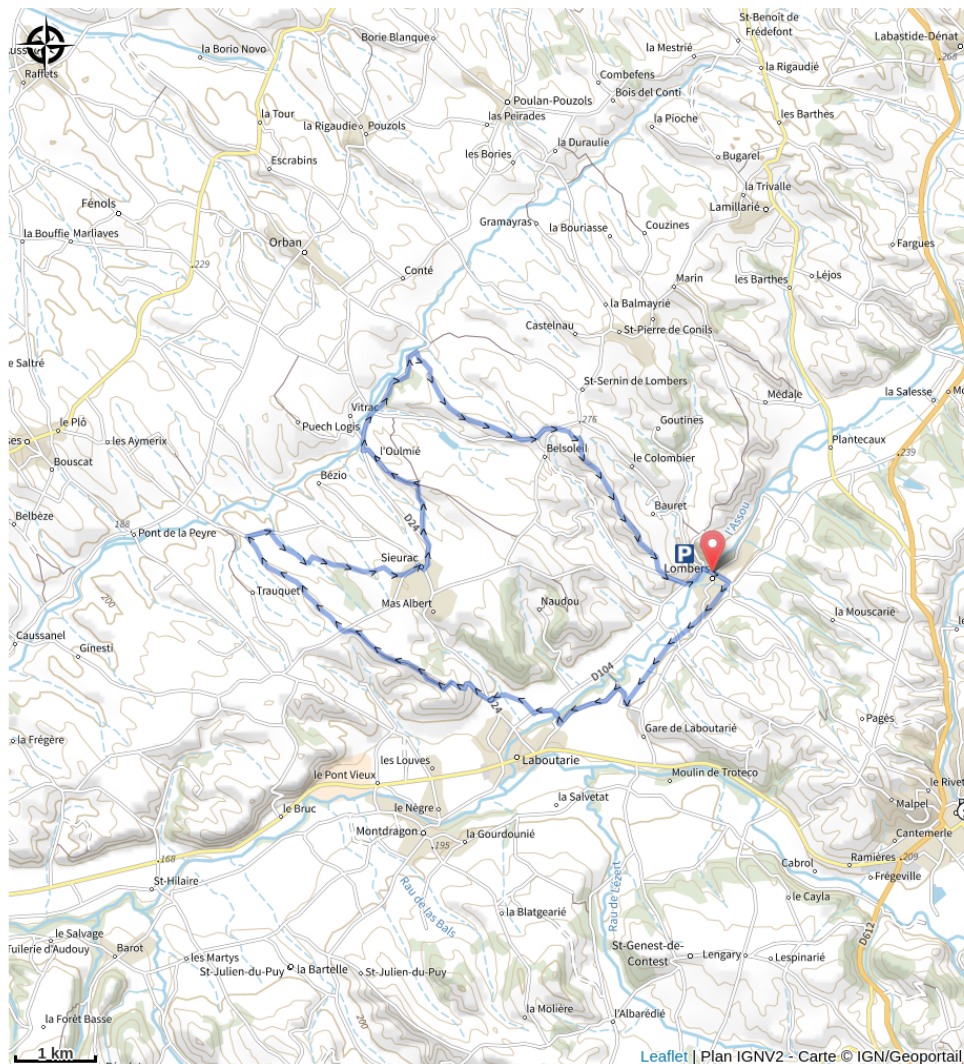 St-Benoît de
Frédefont
Borie Blanque
la Borio Novo
la Mestrié
Labastide-Dénat
268
Raffets
Combefens
la Rigaudié
Bois del Conti
Poulan-Pouzols
la Tour
las Peirades
les Barthes
la Rigaudie
Pouzols
la Pioche
la Duraulie
les Bories
Bugarel
Escrabins
la Trivalle
Fénols
Lamillarié
Gramayras
Couzines
la Bouriasse
la Bouffie
Marliaves
Orban
Fargues
229
Conté
Marin
les Barthes
Léjos
la Balmayrié
Castelnau
St-Pierre de Conils
e Saltré
St-Sernin de Lombers
la Salesse
Médale
Vitrac
276
le Plô
Puech Logis
Goutines
les Aymerix
Plantecaux
l'Oulmié
Belsoleil
239
Bouscat
le Colombier
Bézio
Bauret
Belbèze
188
D24
l'Assou
Pont de la Peyre
Sieurac
P
Lombers
Trauquet
200
Mas Albert
Naudou
la Mouscarié
Caussanel
Ginesti
D104
D24
Pagès
la Frégère
Gare de Laboutarié
les Louves
Laboutarie
le Pont Vieux
Moulin de Troteco
le Rivet
Malpel
le Bruc
le Nègre
la Salvetat
Montdragon
la Gourdounié
Cantemerle
195
168
Cabrol
Ramières
209
Frégeville
St-Hilaire
Rau de las Bals
Rau de Lézert
le Cayla
la Blatgearié
D612
le Salvage
Tuilerie d'Audouy
Barot
St-Genest-de-
Contest
Lengary
Lespinarié
les Martys
St-Julien-du-Puy
la Bartelle
St-Julien-du-Puy
la Forêt Basse
200
la Molière
l'Albarédié
1 km
Leaflet | Plan IGNV2 - Carte © IGN/Geoportail